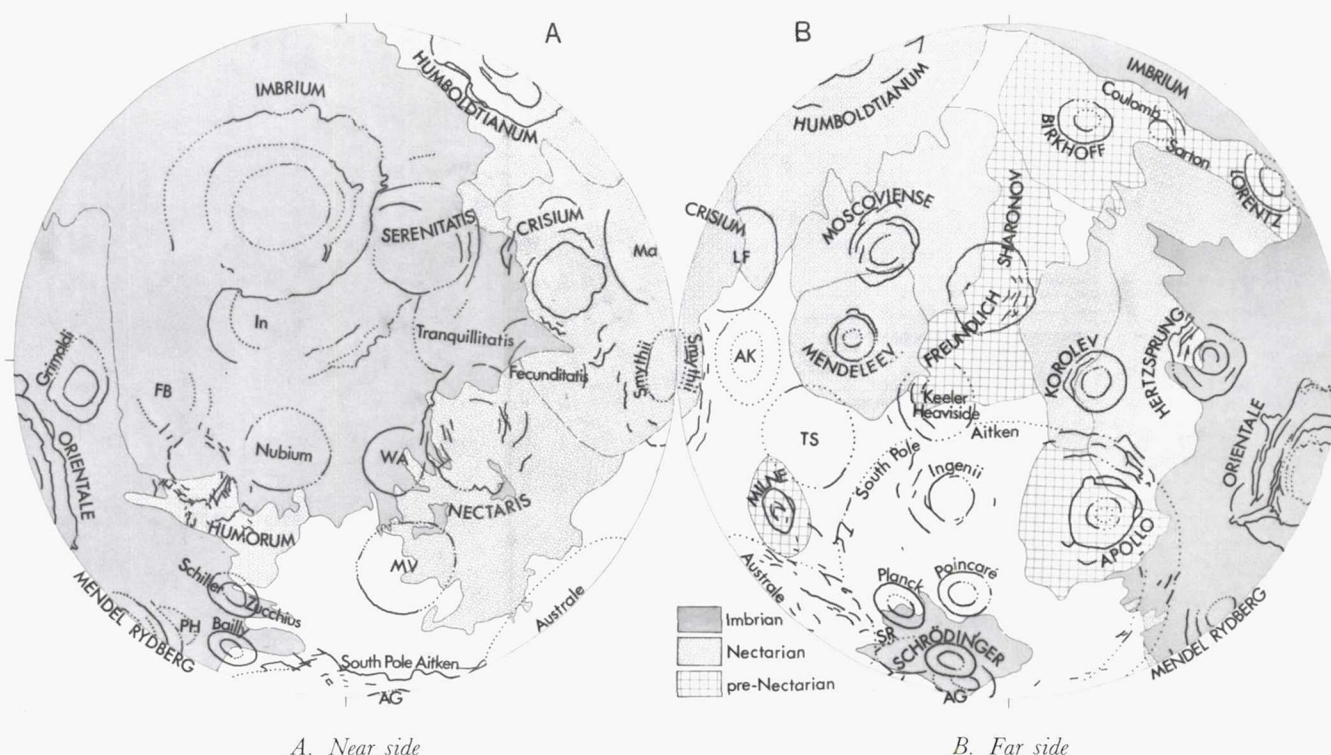 A
B
HUMBOLDTIANUM
IMBRIUM
SERENITATIS
CRISIUM
Ma
In
Tranquillitatis
Fecunditatis
Smythii
Grimaldi
FB
ORIENTALE
Nubium
WA
NECTARIS
HUMORUM
MV
Schiller
Zucchius
MENDEL RYDBERG
PH
Bailly
South Pole Aitken
AG
Australe
HUMBOLDTIANUM
IMBRIUM
Coulomb
Sarton
BIRKHOFF
LORENTZ
CRISIUM
LF
MOSCOVIENSE
SHARONOV
FREUNDLICH
Smythii
AK
MENDELEEV
KOROLEV
HERTZSPRUNG
Keeler
Heaviside
TS
South Pole
Aitken
Ingenii
ORIENTALE
MILNE
APOLLO
Australe
Planck
Poincaré
SR
SCHRÖDINGER
AG
MENDEL RYDBERG
Imbrian
Nectarian
pre-Nectarian
A. Near side
B. Far side